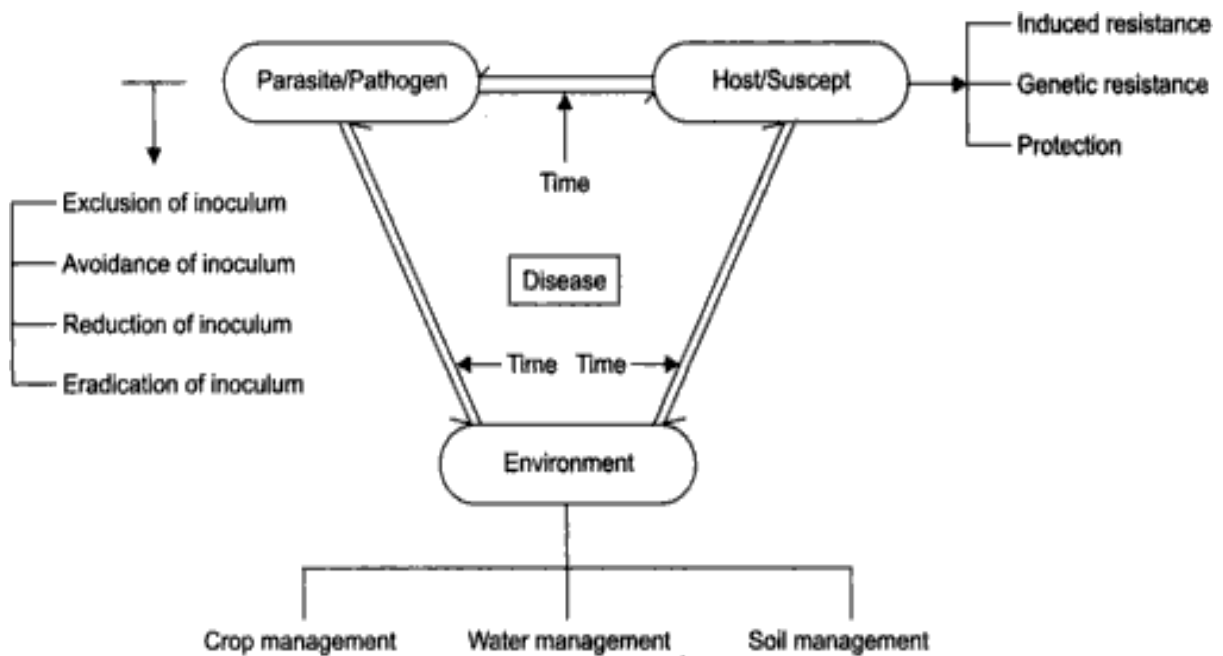 Parasite/Pathogen
Host/Suscept
Induced resistance
Genetic resistance
Protection
Time
Exclusion of inoculum
Avoidance of inoculum
Reduction of inoculum
Eradication of inoculum
Disease
Time Time
Environment
Crop management
Water management
Soil management